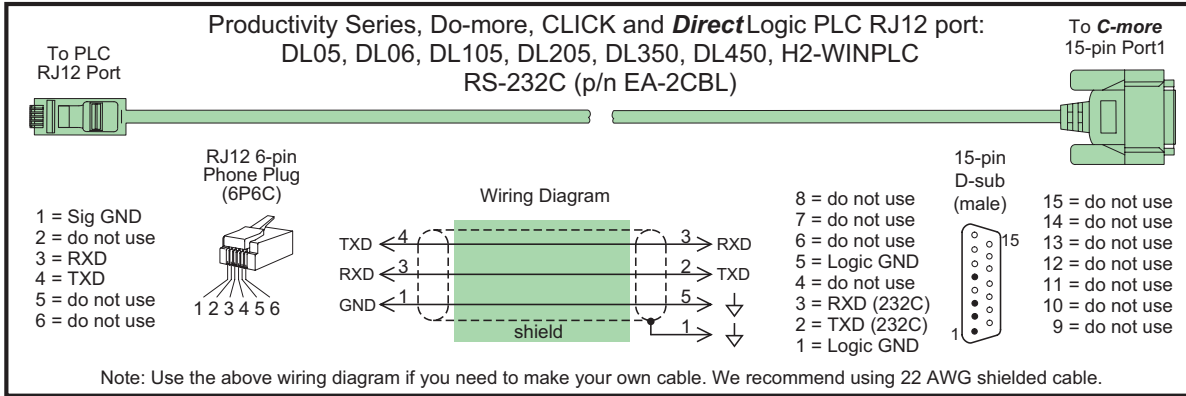 Productivity Series, Do-more, CLICK and DirectLogic PLC RJ12 port:
DL05, DL06, DL105, DL205, DL350, DL450, H2-WINPLC
RS-232C (p/n EA-2CBL)
To PLC
RJ12 Port
To C-more
15-pin Port1
RJ12 6-pin
Phone Plug
(6P6C)
1 = Sig GND
2 = do not use
3 = RXD
4 = TXD
5 = do not use
6 = do not use
1 2 3 4 5 6
Wiring Diagram
TXD 4 3 RXD
RXD 3 2 TXD
GND 1 5
shield 1
8 = do not use
7 = do not use
6 = do not use
5 = Logic GND
4 = do not use
3 = RXD (232C)
2 = TXD (232C)
1 = Logic GND
15-pin
D-sub
(male)
15
1
15 = do not use
14 = do not use
13 = do not use
12 = do not use
11 = do not use
10 = do not use
9 = do not use
Note: Use the above wiring diagram if you need to make your own cable. We recommend using 22 AWG shielded cable.